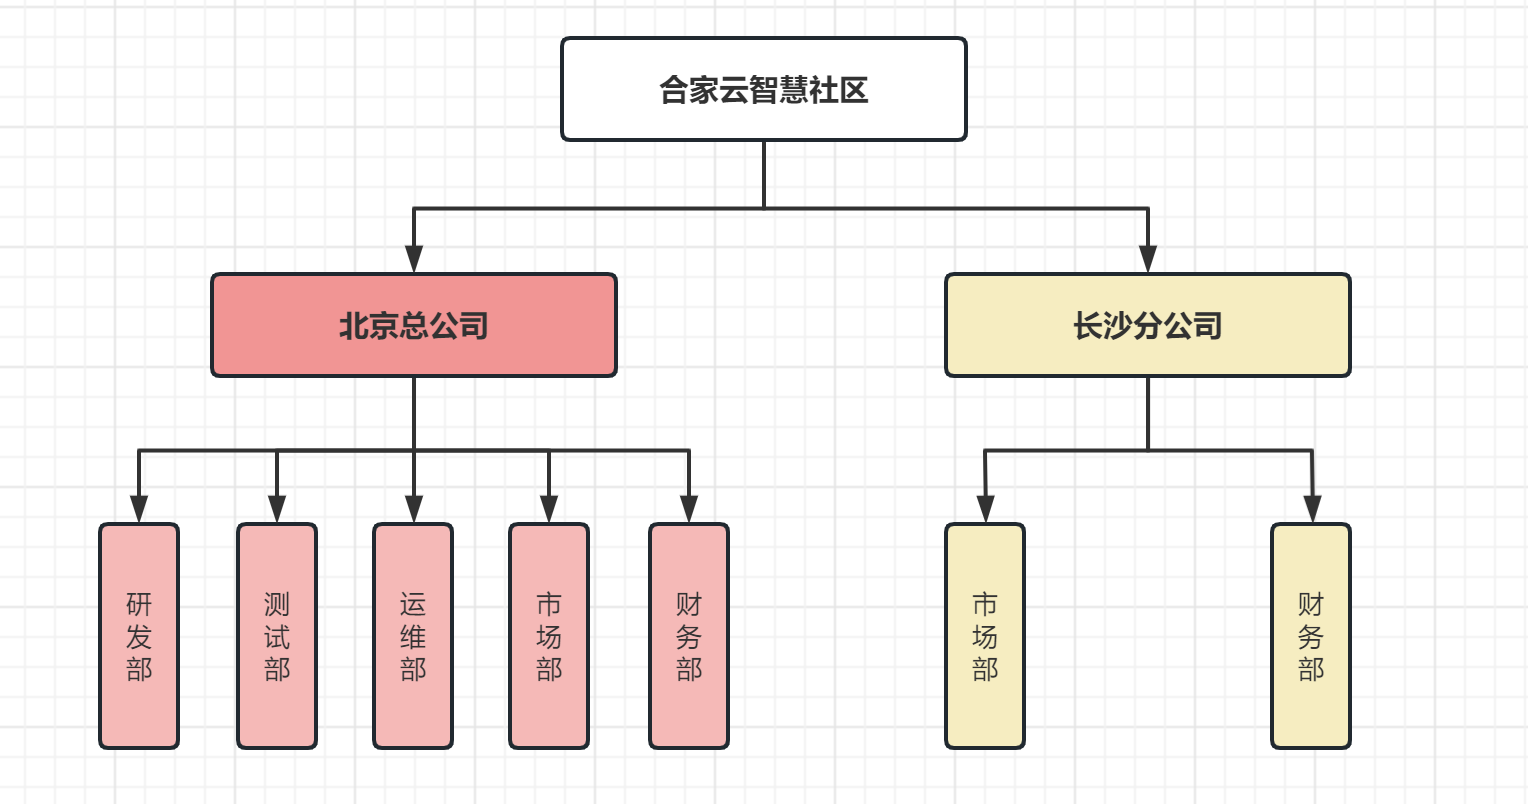 合家云智慧社区
北京总公司
长沙分公司
研发部
测试部
运维部
市场部
财务部
市场部
财务部